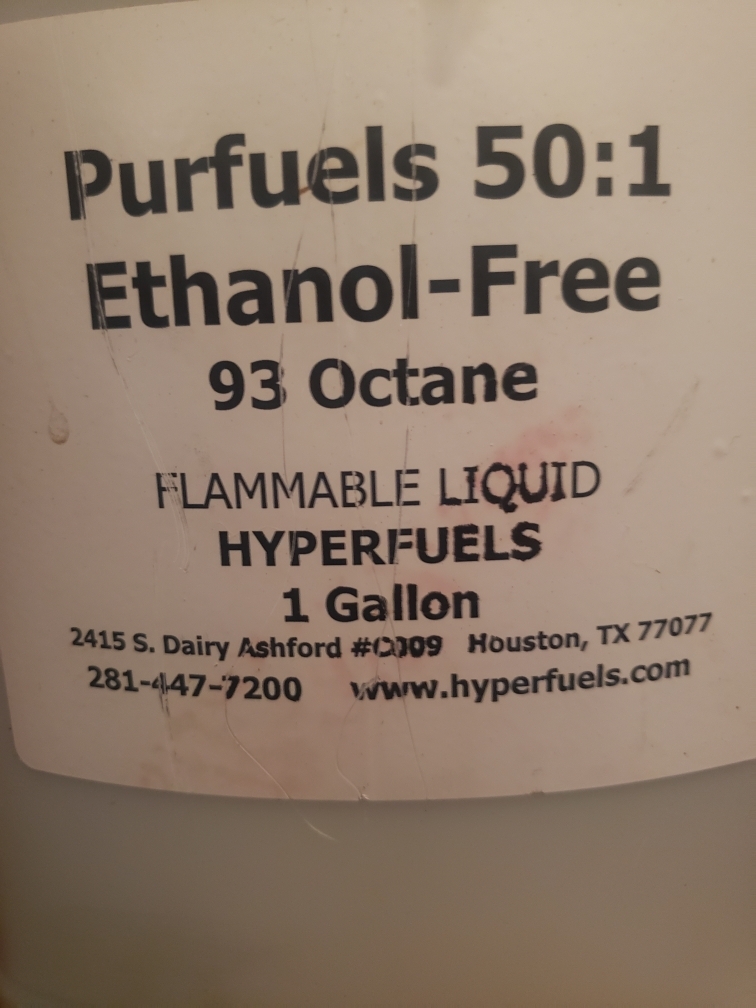 Purfuels 50:1
Ethanol-Free
93 Octane
FLAMMABLE LIQUID
HYPERFUELS
1 Gallon
2415 S. Dairy Ashford Houston, TX 77077
281-447-7200 www.hyperfuels.com